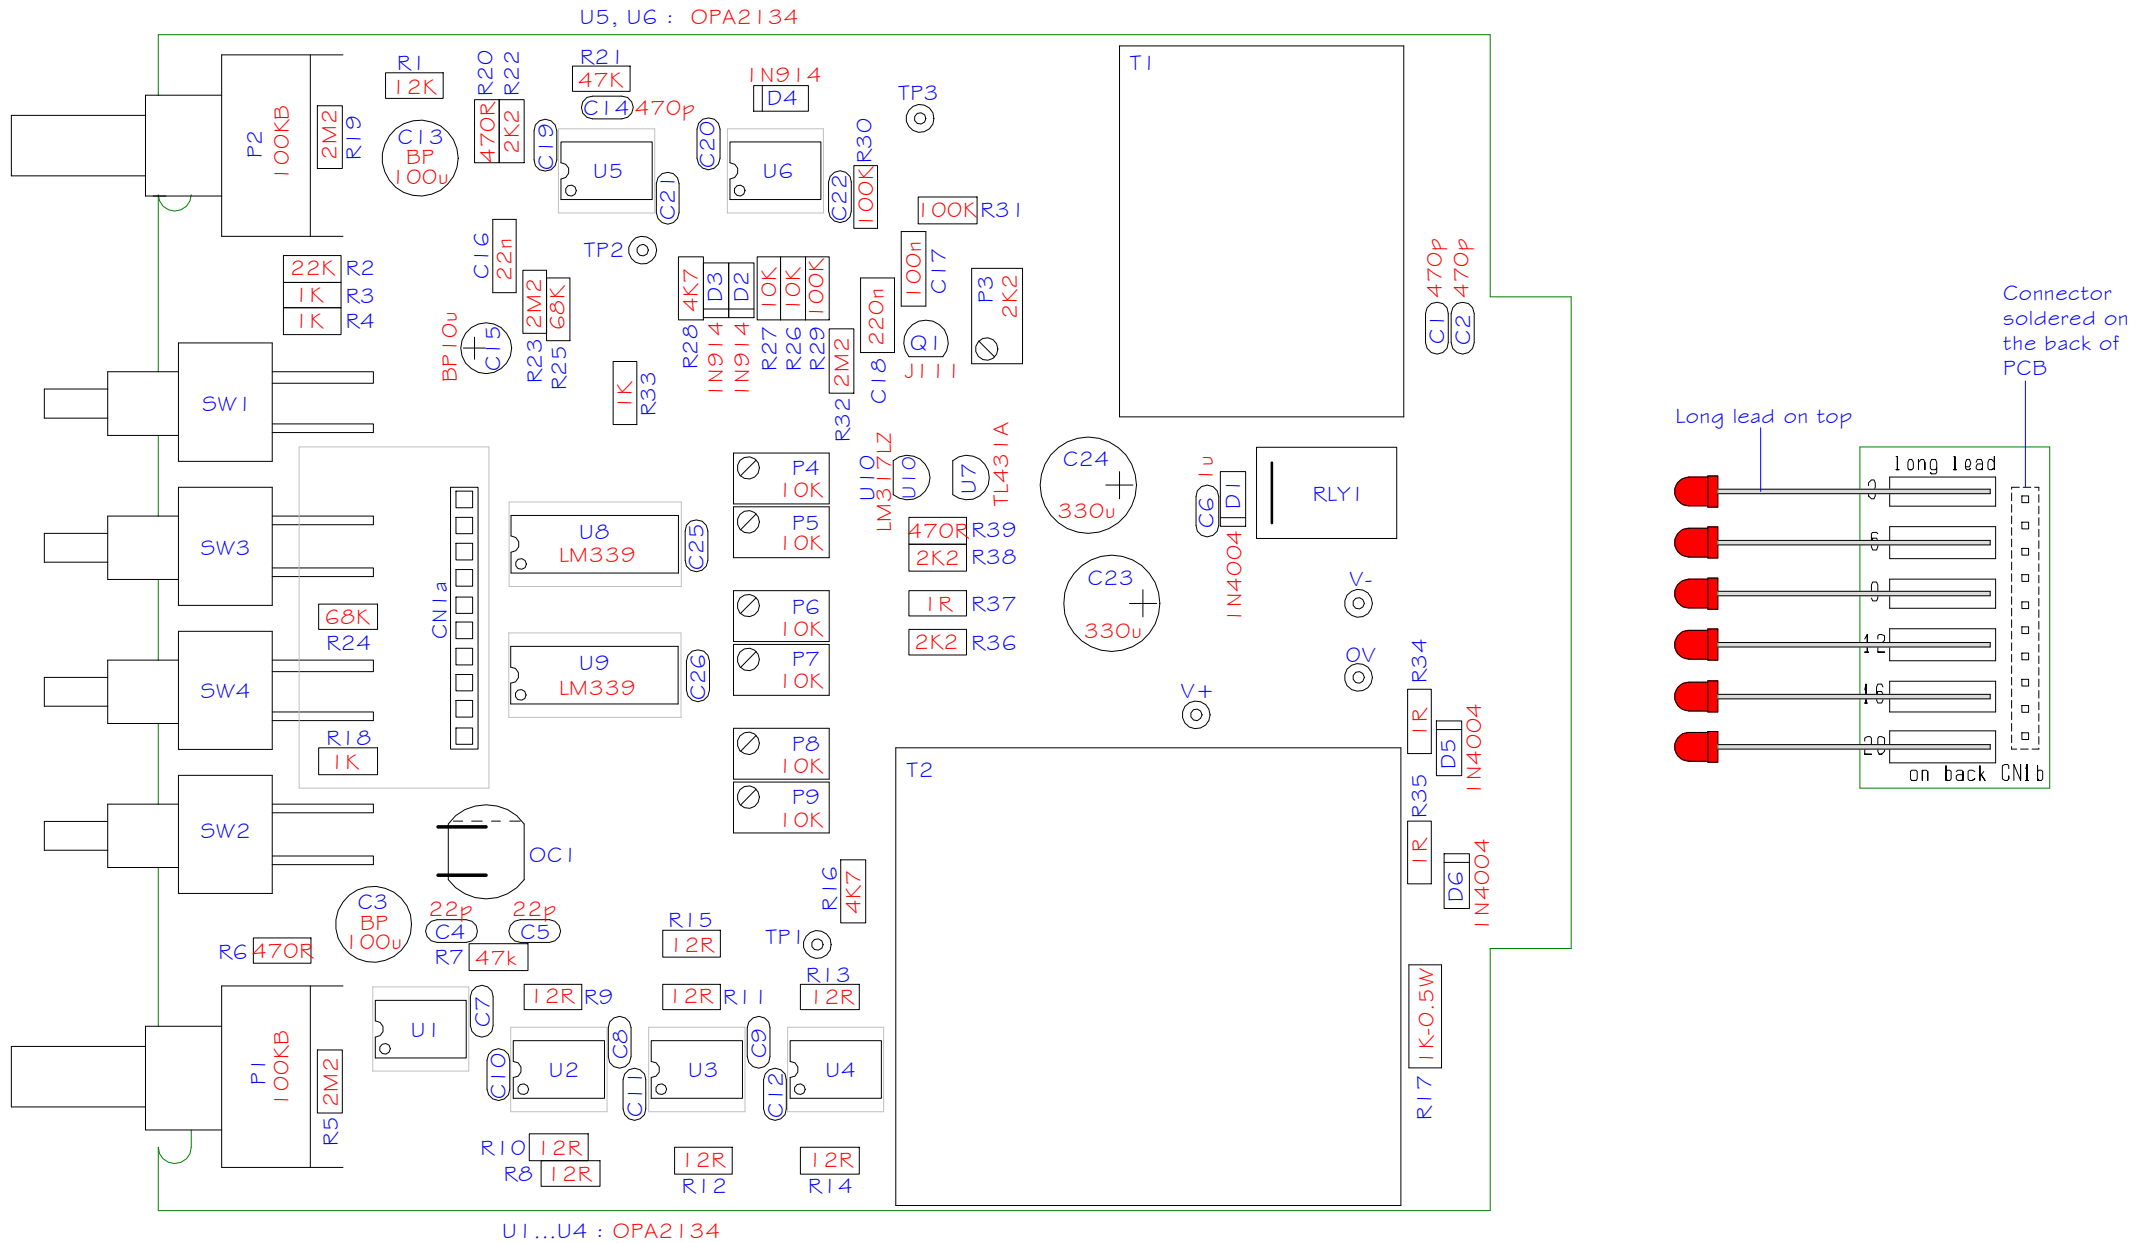 U5, U6 : OPA2134
P2
100KB
2M2
R19
R1
12K
C13
BP
100u
R20
470R
R22
2K2
R21
47K
C14
470p
C19
U5
C21
1N914
D4
C20
U6
C22
R30
100K
TP3
100K
R31
T1
C16
22n
TP2
22K
R2
1K
R3
1K
R4
BP10u
C15
2M2
R23
68K
R25
1K
R33
4K7
R28
D3
1N914
D2
1N914
10K
R27
10K
R26
100K
R29
2M2
R32
220n
C18
100n
C17
Q1
J111
P3
2K2
470p
C1
470p
C2
SW1
SW3
SW4
SW2
68K
R24
R18
1K
CN1a
U8
LM339
C25
U9
LM339
C26
P4
10K
P5
10K
P6
10K
P7
10K
P8
10K
P9
10K
U10
LM317LZ
U10
U7
TL431A
470R
R39
2K2
R38
1R
R37
2K2
R36
C24
330u
C23
330u
1u
C6
D1
1N4004
RLY1
V-
0V
V+
R34
1R
D5
1N4004
R35
1R
D6
1N4004
T2
OC1
C3
BP
100u
22p
C4
22p
C5
R6
470R
R7
47k
R16
4K7
R15
12R
TP1
R13
12R
12R
R9
12R
R11
U1
C7
C10
U2
C8
C11
U3
C9
C12
U4
P1
100KB
2M2
R5
R10
12R
R8
12R
12R
R12
12R
R14
1K-0.5W
R17
U1...U4 : OPA2134
Connector
soldered on
the back of
PCB
Long lead on top
long lead
12
16
20
on back CN1b